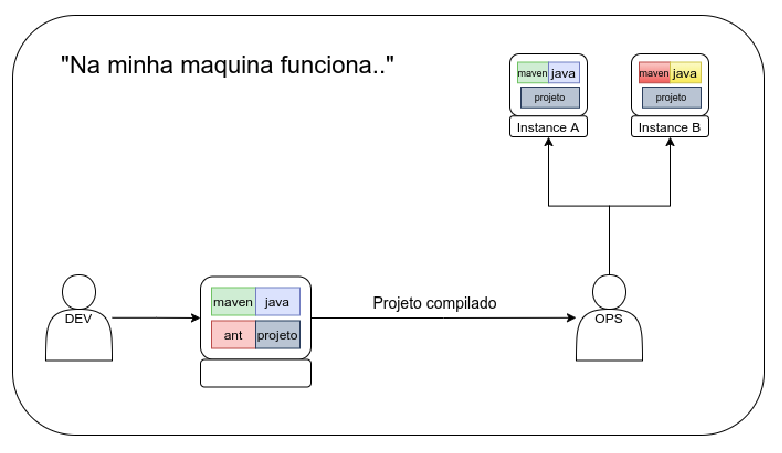 "Na minha maquina funciona.."
maven java
projeto
Instance A
maven java
projeto
Instance B
DEV
maven java
ant projeto
Projeto compilado
OPS